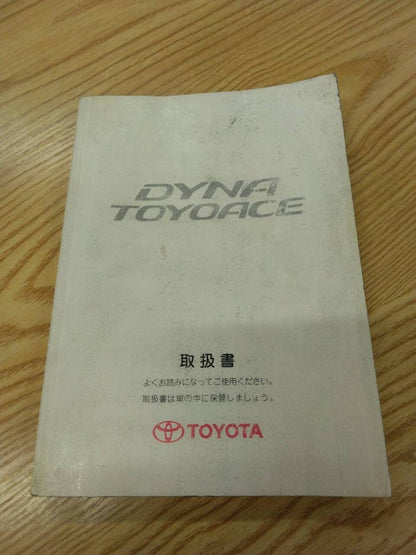 DYNA
TOYOACE
取扱書
よくお読みになってご使用ください。
取扱書は車の中に保管しましょう。
TOYOTA